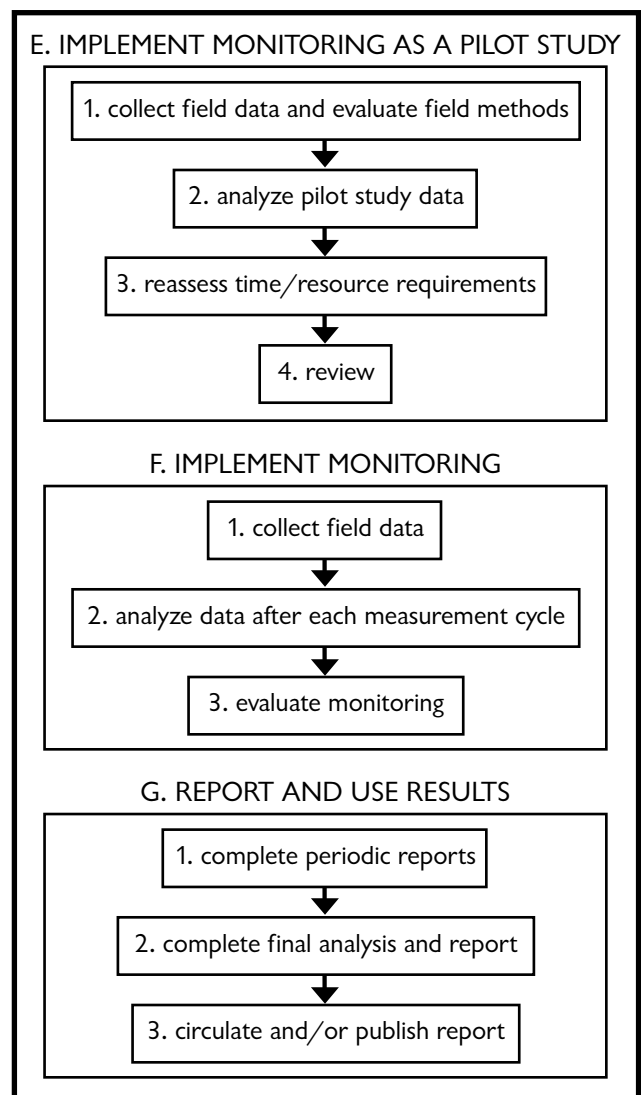 E. IMPLEMENT MONITORING AS A PILOT STUDY
1. collect field data and evaluate field methods
2. analyze pilot study data
3. reassess time/resource requirements
4. review
F. IMPLEMENT MONITORING
1. collect field data
2. analyze data after each measurement cycle
3. evaluate monitoring
G. REPORT AND USE RESULTS
1. complete periodic reports
2. complete final analysis and report
3. circulate and/or publish report